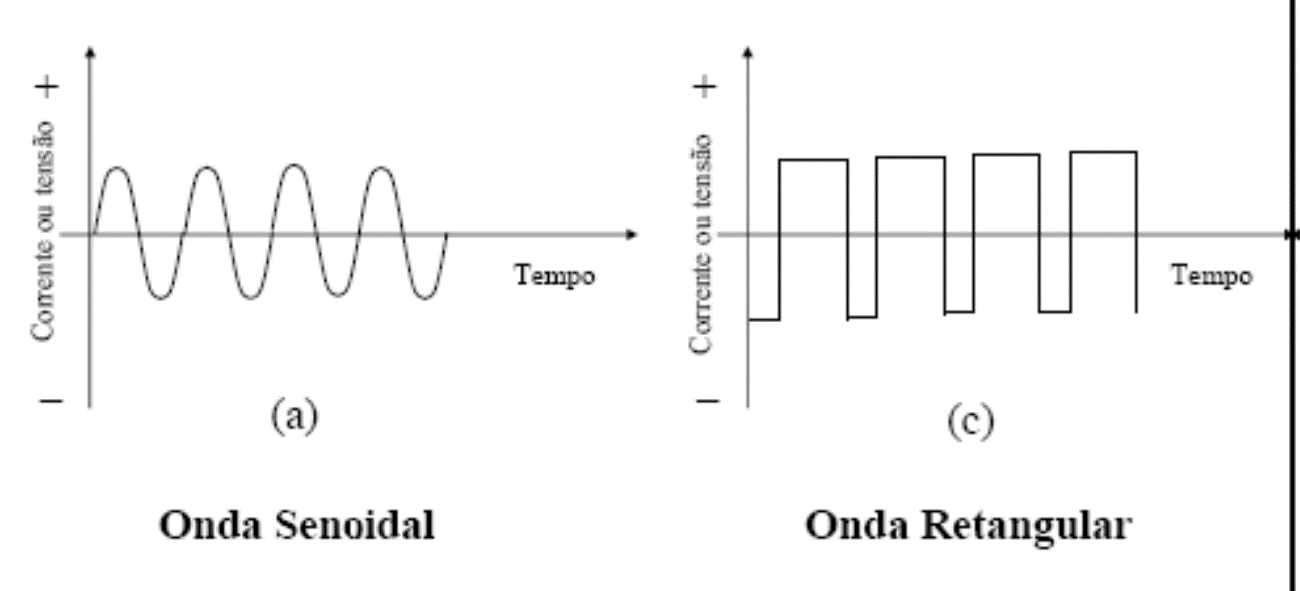 +
Corrente ou tensão
−
Tempo
(a)
Onda Senoidal
+
Corrente ou tensão
−
Tempo
(c)
Onda Retangular